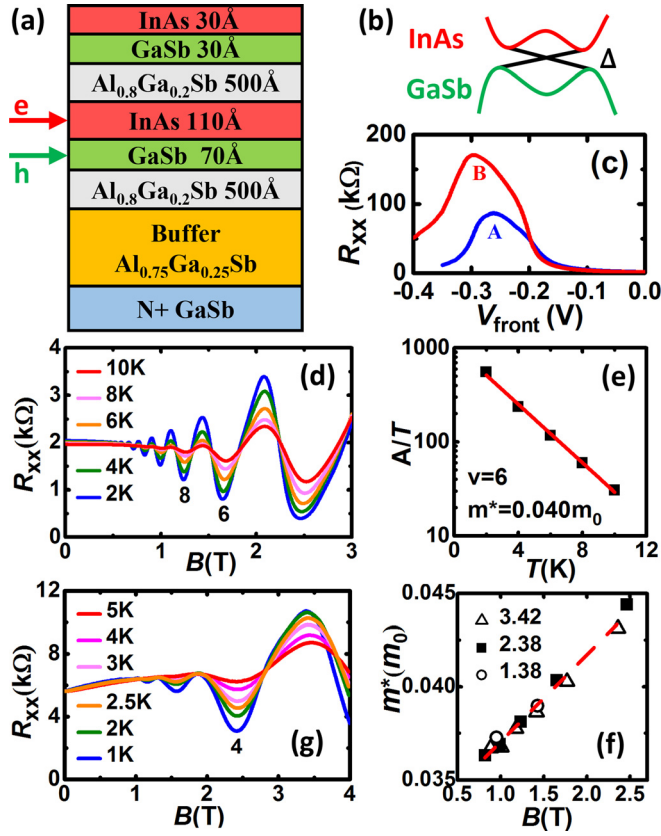 (a)
InAs 30Å
GaSb 30Å
Al0.8Ga0.2Sb 500Å
e
InAs 110Å
h
GaSb 70Å
Al0.8Ga0.2Sb 500Å
Buffer
Al0.75Ga0.25Sb
N+ GaSb
(b)
InAs
GaSb
Δ
200
100
0
Rxx(kΩ)
(c)
B
A
-0.4 -0.3 -0.2 -0.1 0.0
Vfront (V)
(d)
4
3
2
1
0
Rxx(kΩ)
10K
8K
6K
4K
2K
8
6
0 1 2 3
B(T)
(e)
1000
100
10
A/T
ν=6
m*=0.040m0
0 4 8 12
T(K)
(g)
12
9
6
3
0
Rxx(kΩ)
5K
4K
3K
2.5K
2K
1K
4
0 1 2 3 4
B(T)
(f)
0.045
0.040
0.035
m*(m0)
3.42
2.38
1.38
0.5 1.0 1.5 2.0 2.5
B(T)